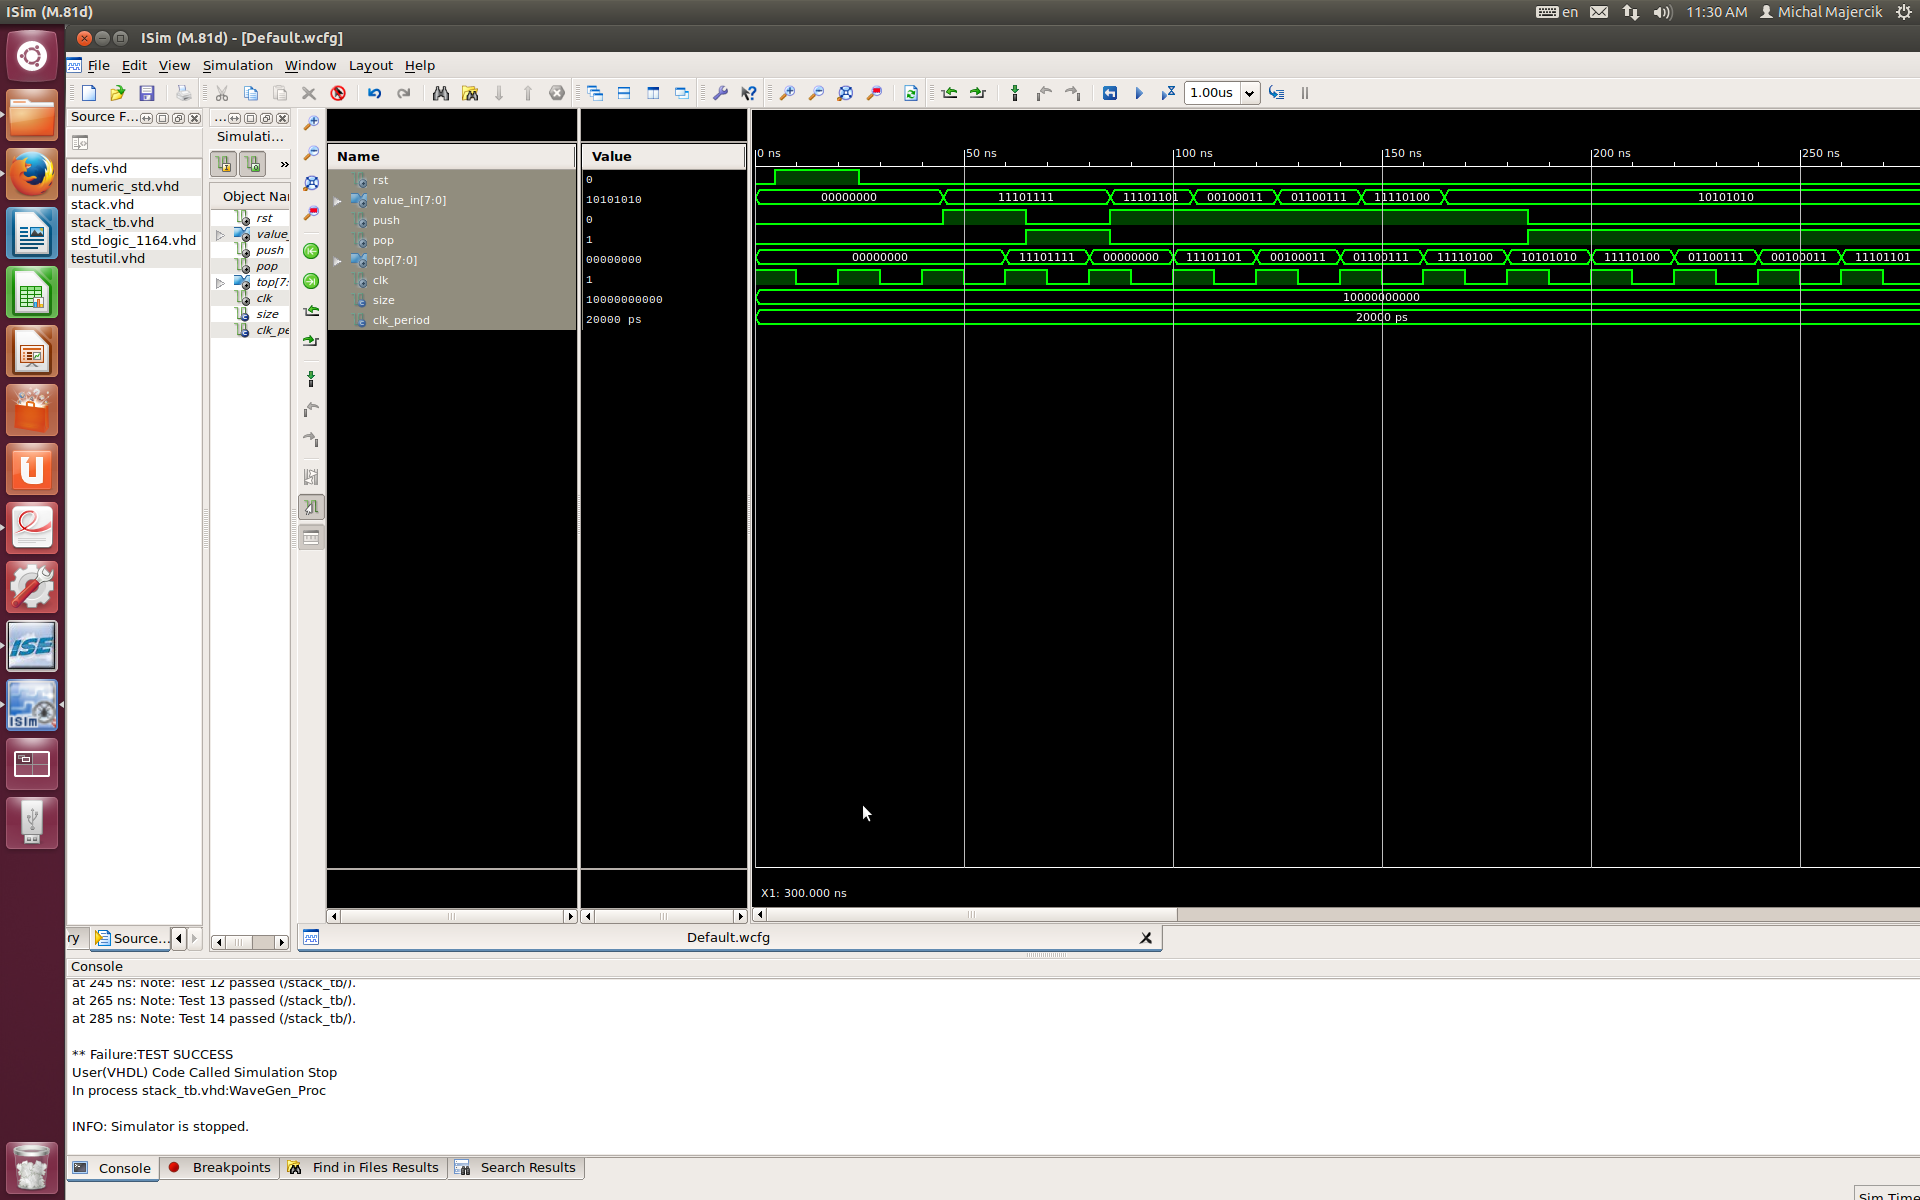 ISim (M.81d)
en
11:30 AM
Michal Majercik
ISim (M.81d) - [Default.wcfg]
File Edit View Simulation Window Layout Help
1.00us
Source F...
defs.vhd
numeric_std.vhd
stack.vhd
stack_tb.vhd
std_logic_1164.vhd
testutil.vhd
ry
Source...
...
Simulati...
»
Object Nar
rst
value_
push
pop
top[7:
clk
size
clk_pe
Name
rst
value_in[7:0]
push
pop
top[7:0]
clk
size
clk_period
Value
0
10101010
0
1
00000000
1
10000000000
20000 ps
0 ns 50 ns 100 ns 150 ns 200 ns 250 ns
00000000 11101111 11101101 00100011 01100111 11110100 10101010
00000000 11101111 00000000 11101101 00100011 01100111 11110100 10101010 11110100 01100111 00100011 11101101
10000000000
20000 ps
X1: 300.000 ns
Default.wcfg
Console
at 245 ns: Note: Test 12 passed (/stack_tb/).
at 265 ns: Note: Test 13 passed (/stack_tb/).
at 285 ns: Note: Test 14 passed (/stack_tb/).
** Failure:TEST SUCCESS
User(VHDL) Code Called Simulation Stop
In process stack_tb.vhd:WaveGen_Proc
INFO: Simulator is stopped.
Console Breakpoints Find in Files Results Search Results
Sim Time
ISE
ISim